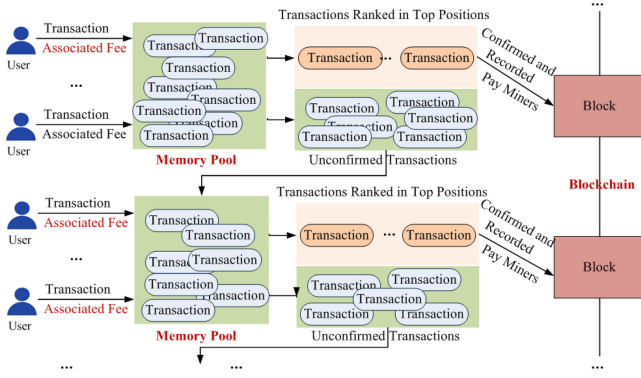 Transactions Ranked in Top Positions
...
Transaction
Associated Fee
User
...
Transaction
Associated Fee
User
Transaction
Transaction
Transaction
Transaction
Transaction
Transaction
Transaction
Transaction
Memory Pool
Transaction ... Transaction
Transaction
Transaction
Transaction
Transaction
Transaction
Transaction
Unconfirmed Transactions
Confirmed and
Recorded
Pay Miners
Block
Blockchain
Transactions Ranked in Top Positions
Transaction
Associated Fee
User
...
Transaction
Associated Fee
User
...
Transaction
Transaction
Transaction
Transaction
Transaction
Transaction
Transaction
Memory Pool
...
Transaction ... Transaction
Transaction
Transaction
Transaction
Transaction
Transaction
Unconfirmed Transactions
Confirmed and
Recorded
Pay Miners
Block
...